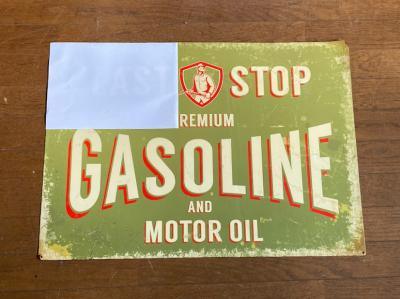 STOP
REMIUM
GASOLINE
AND
MOTOR OIL